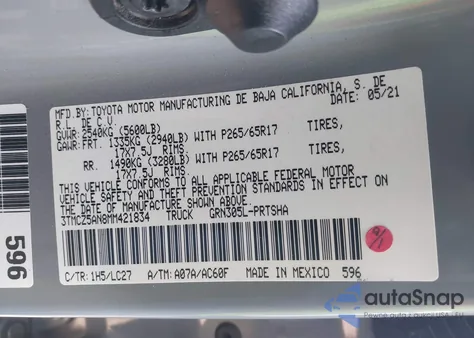 MFD.BY: TOYOTA MOTOR MANUFACTURING DE BAJA CALIFORNIA, S. DE
R.L. DE C.V. DATE: 05/21
GVWR: 2540KG (5600LB)
GAWR: FRT. 1335KG (2940LB) WITH P265/65R17 TIRES,
17X7.5J RIMS
RR. 1490KG (3280LB) WITH P265/65R17 TIRES,
17X7.5J RIMS
THIS VEHICLE CONFORMS TO ALL APPLICABLE FEDERAL MOTOR
VEHICLE SAFETY AND THEFT PREVENTION STANDARDS IN EFFECT ON
THE DATE OF MANUFACTURE SHOWN ABOVE.
3TMCZ5AN8MM421834 TRUCK GRN305L-PRTSHA
C/TR: 1H5/LC27 A/TM: A07A/AC60F MADE IN MEXICO 596
596
autoSnap
Pewne auto z USA i EU